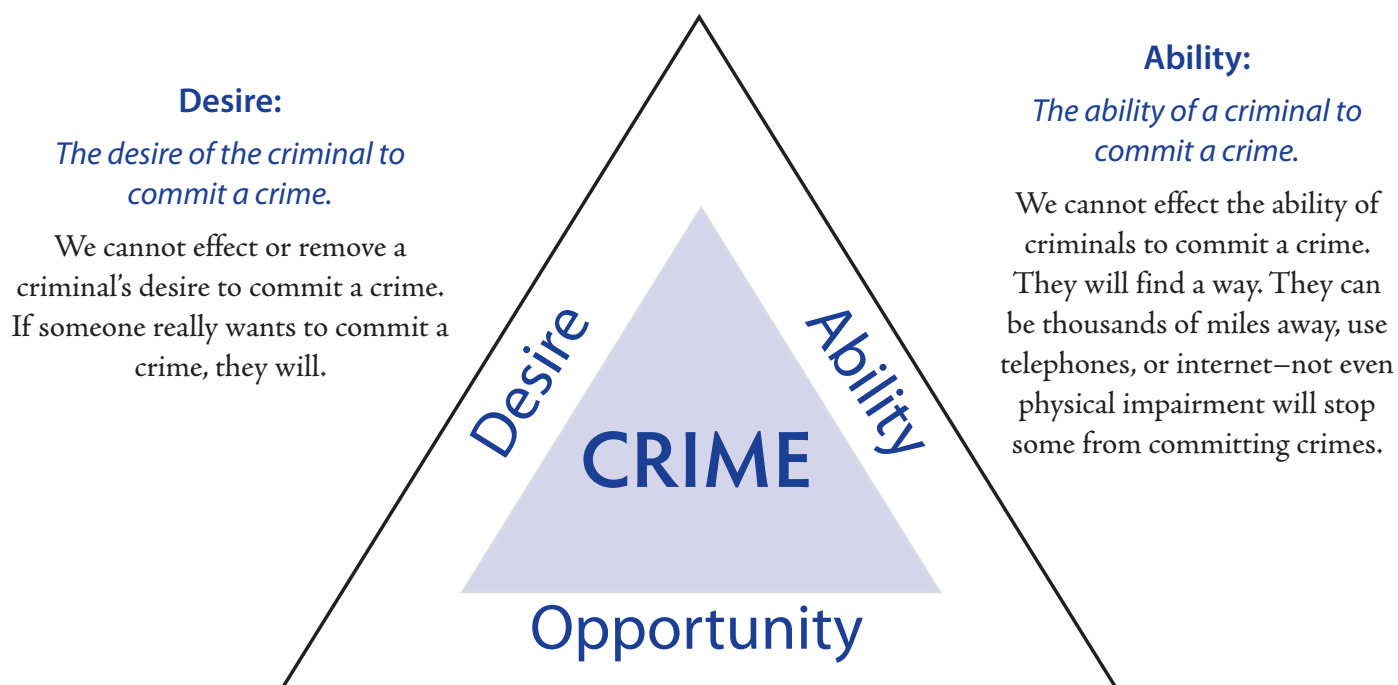 Desire:
The desire of the criminal to
commit a crime.
We cannot effect or remove a
criminal’s desire to commit a crime.
If someone really wants to commit a
crime, they will.
Ability:
The ability of a criminal to
commit a crime.
We cannot effect the ability of
criminals to commit a crime.
They will find a way. They can
be thousands of miles away, use
telephones, or internet–not even
physical impairment will stop
some from committing crimes.
Desire
Ability
CRIME
Opportunity